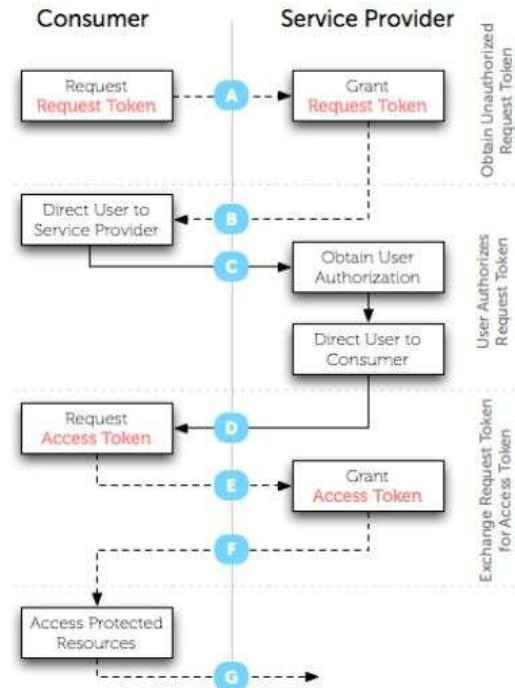 Consumer
Service Provider
Request
Request Token
A
Grant
Request Token
Obtain Unauthorized
Request Token
B
Direct User to
Service Provider
C
Obtain User
Authorization
Direct User to
Consumer
User Authorizes
Request Token
Request
Access Token
D
E
Grant
Access Token
F
Exchange Request Token
for Access Token
Access Protected
Resources
G